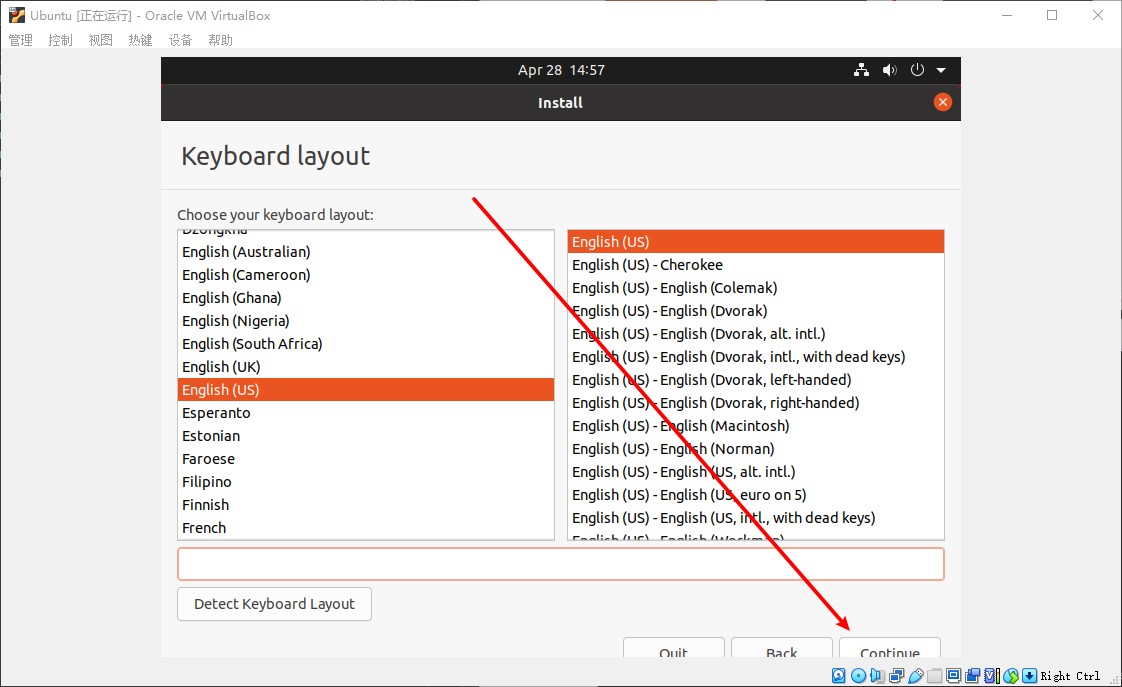 Ubuntu [正在运行] - Oracle VM VirtualBox
管理 控制 视图 热键 设备 帮助
Apr 28 14:57
Install
Keyboard layout
Choose your keyboard layout:
Dzongkha
English (Australian)
English (Cameroon)
English (Ghana)
English (Nigeria)
English (South Africa)
English (UK)
English (US)
Esperanto
Estonian
Faroese
Filipino
Finnish
French
English (US)
English (US) - Cherokee
English (US) - English (Colemak)
English (US) - English (Dvorak)
English (US) - English (Dvorak, alt. intl.)
English (US) - English (Dvorak, intl., with dead keys)
English (US) - English (Dvorak, left-handed)
English (US) - English (Dvorak, right-handed)
English (US) - English (Macintosh)
English (US) - English (Norman)
English (US) - English (US, alt. intl.)
English (US) - English (US, euro on 5)
English (US) - English (US, intl., with dead keys)
English (US) - English (Workman)
Detect Keyboard Layout
Quit Back Continue
Right Ctrl